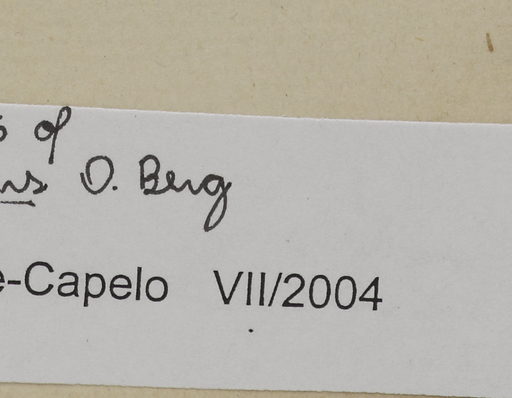 of
O. Berg
e-Capelo VII/2004